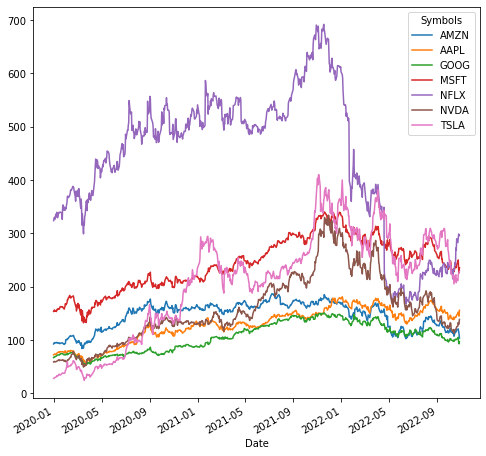 Symbols
AMZN
AAPL
GOOG
MSFT
NFLX
NVDA
TSLA
700
600
500
400
300
200
100
0
2020-01
2020-05
2020-09
2021-01
2021-05
2021-09
2022-01
2022-05
2022-09
Date